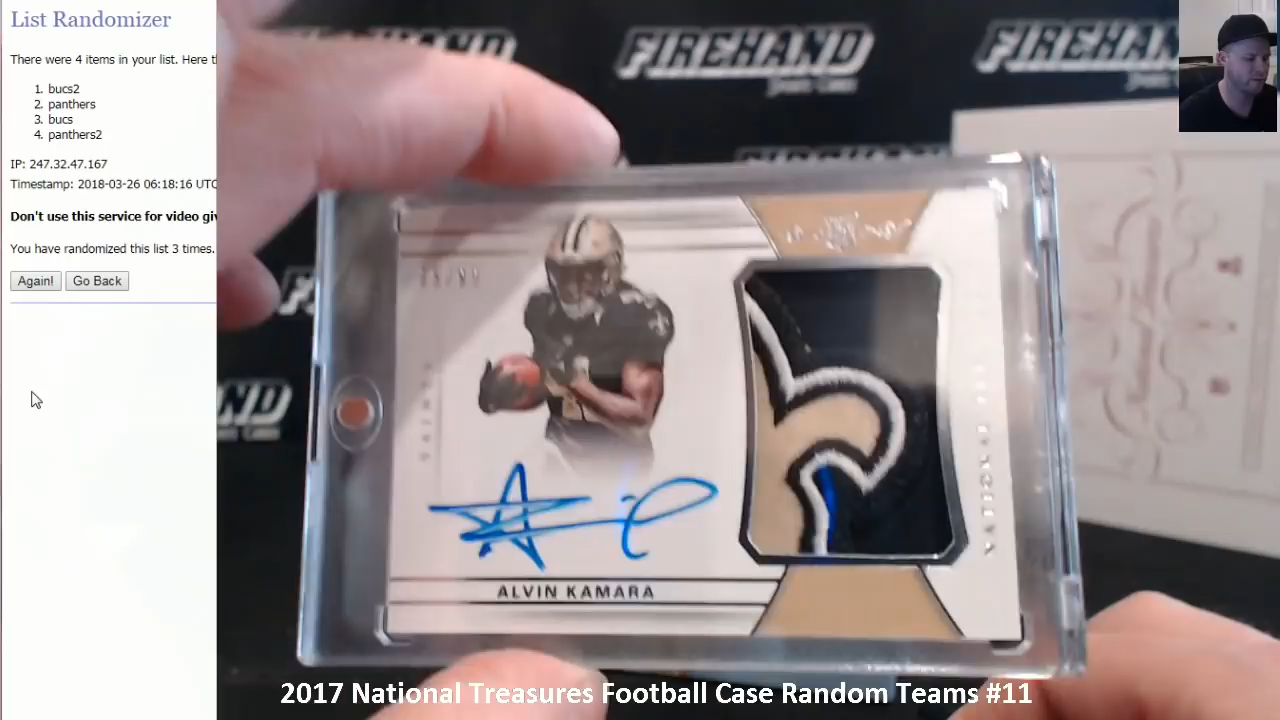 List Randomizer
There were 4 items in your list. Here t
1. bucs2
2. panthers
3. bucs
4. panthers2
IP: 247.32.47.167
Timestamp: 2018-03-26 06:18:16 UTC
Don't use this service for video giv
You have randomized this list 3 times.
Again! Go Back
FIREHAND
FIREHAND
SAINTS
ALVIN KAMARA
2017 National Treasures Football Case Random Teams #11